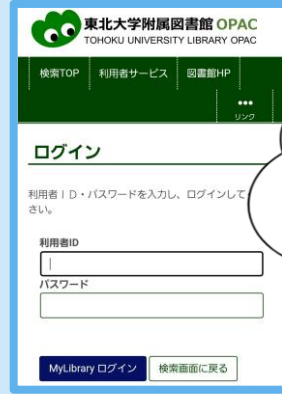 東北大学附属図書館 OPAC
TOHOKU UNIVERSITY LIBRARY OPAC
検索TOP 利用者サービス 図書館HP
リンク
ログイン
利用者ID・パスワードを入力し、ログインして
さい。
利用者ID
パスワード
MyLibrary ログイン 検索画面に戻る